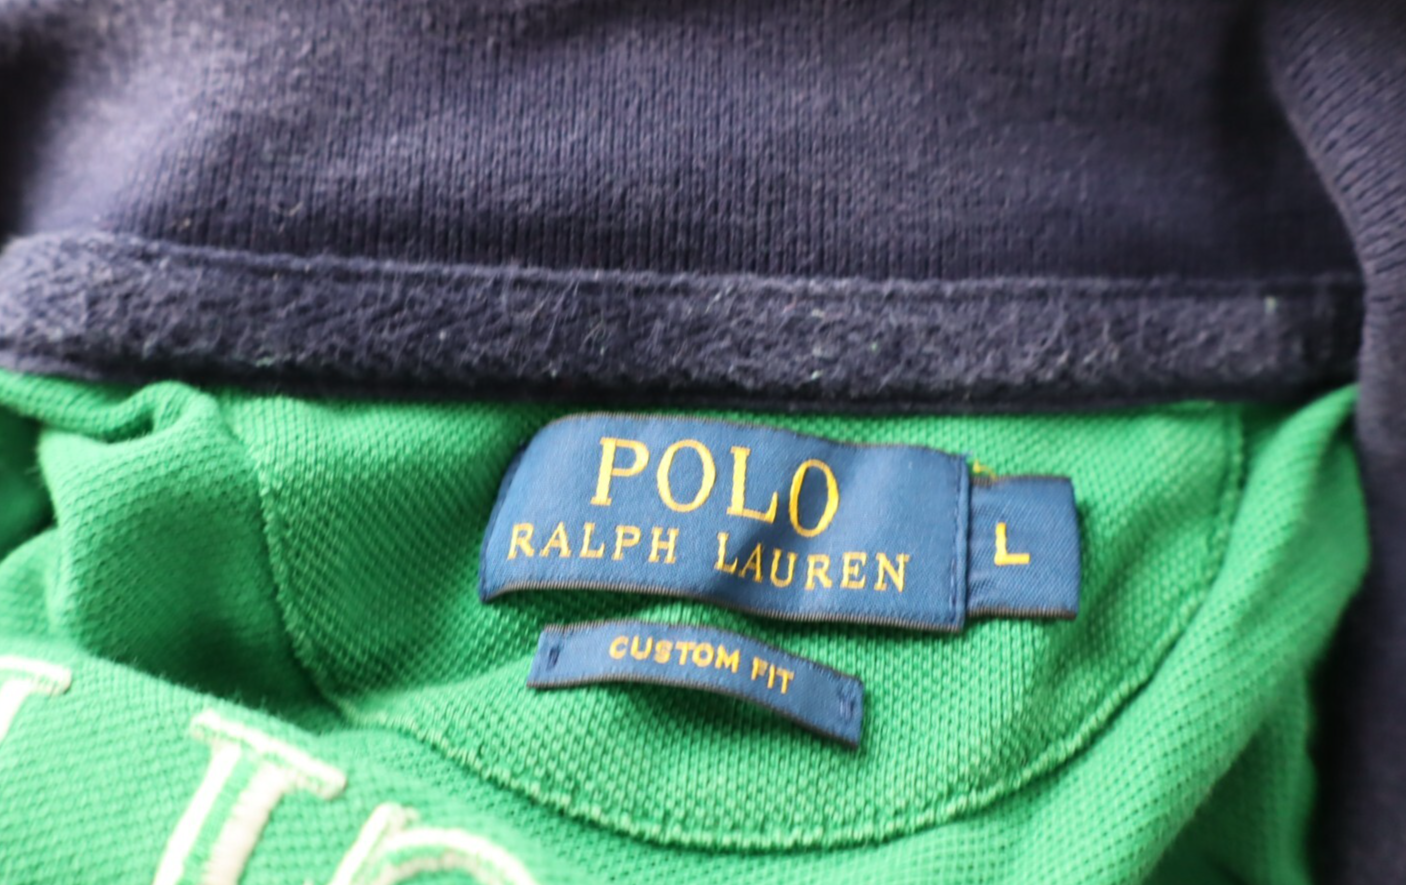 POLO
RALPH LAUREN
L
CUSTOM FIT